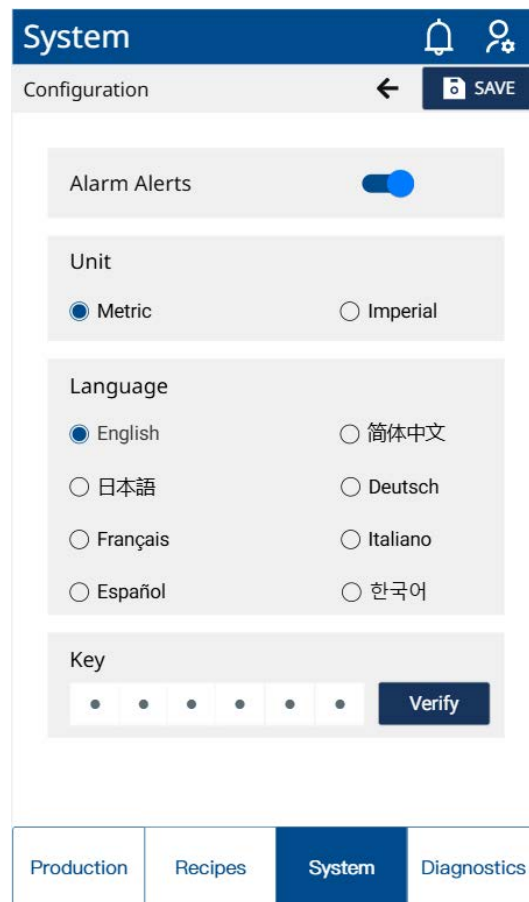 System
Configuration SAVE
Alarm Alerts
Unit
Metric Imperial
Language
English 简体中文
日本語 Deutsch
Français Italiano
Español 한국어
Key
Verify
Production Recipes System Diagnostics